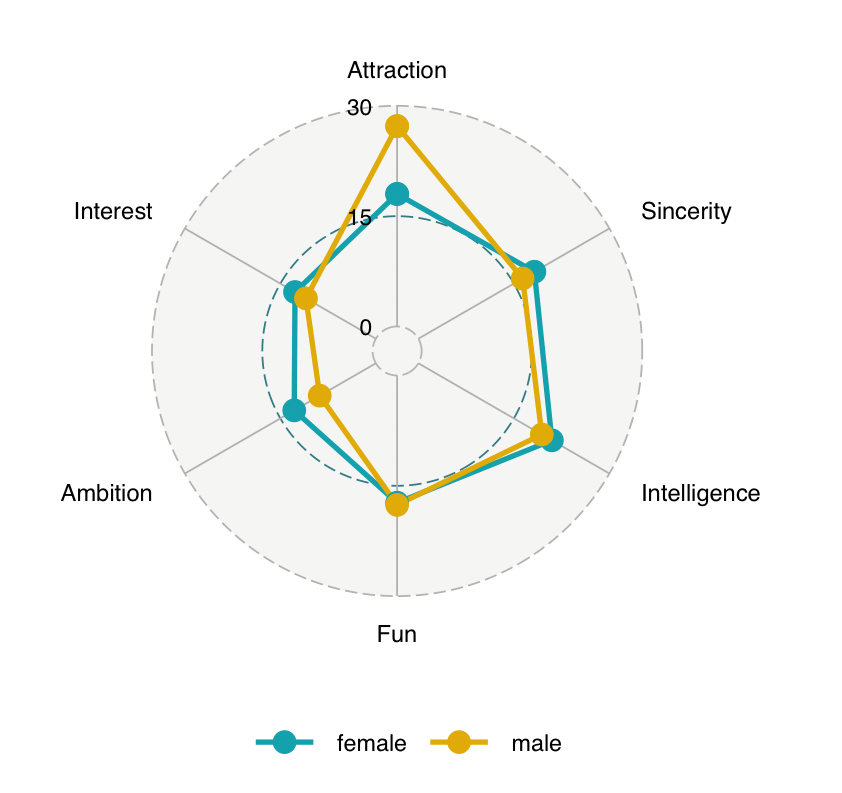 Attraction
30
Interest
Sincerity
15
0
Ambition
Intelligence
Fun
female
male